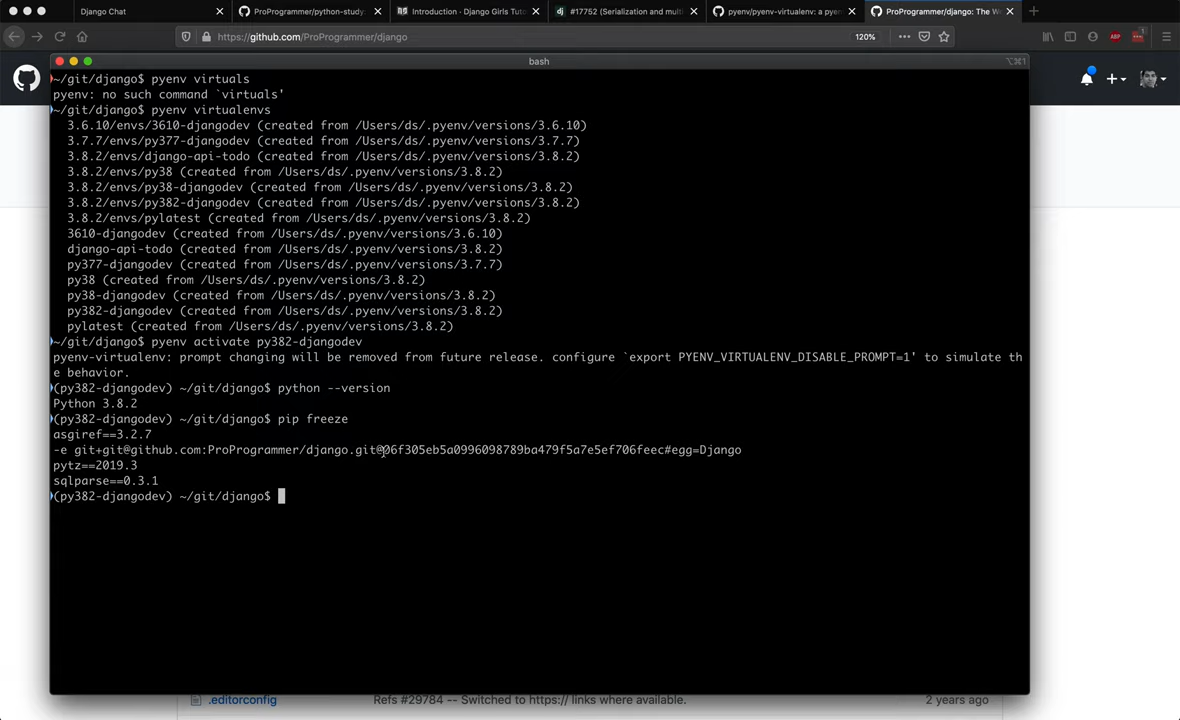 Django Chat
ProProgrammer/python-study
Introduction · Django Girls Tuto
#17752 (Serialization and multi
pyenv/pyenv-virtualenv: a pyen
ProProgrammer/django: The W
https://github.com/ProProgrammer/django
120%
ABP
bash
⌥⌘1
~/git/django$ pyenv virtuals
pyenv: no such command `virtuals'
~/git/django$ pyenv virtualenvs
3.6.10/envs/3610-djangodev (created from /Users/ds/.pyenv/versions/3.6.10)
3.7.7/envs/py377-djangodev (created from /Users/ds/.pyenv/versions/3.7.7)
3.8.2/envs/django-api-todo (created from /Users/ds/.pyenv/versions/3.8.2)
3.8.2/envs/py38 (created from /Users/ds/.pyenv/versions/3.8.2)
3.8.2/envs/py38-djangodev (created from /Users/ds/.pyenv/versions/3.8.2)
3.8.2/envs/py382-djangodev (created from /Users/ds/.pyenv/versions/3.8.2)
3.8.2/envs/pylatest (created from /Users/ds/.pyenv/versions/3.8.2)
3610-djangodev (created from /Users/ds/.pyenv/versions/3.6.10)
django-api-todo (created from /Users/ds/.pyenv/versions/3.8.2)
py377-djangodev (created from /Users/ds/.pyenv/versions/3.7.7)
py38 (created from /Users/ds/.pyenv/versions/3.8.2)
py38-djangodev (created from /Users/ds/.pyenv/versions/3.8.2)
py382-djangodev (created from /Users/ds/.pyenv/versions/3.8.2)
pylatest (created from /Users/ds/.pyenv/versions/3.8.2)
~/git/django$ pyenv activate py382-djangodev
pyenv-virtualenv: prompt changing will be removed from future release. configure `export PYENV_VIRTUALENV_DISABLE_PROMPT=1' to simulate th
e behavior.
(py382-djangodev) ~/git/django$ python --version
Python 3.8.2
(py382-djangodev) ~/git/django$ pip freeze
asgiref==3.2.7
-e git+git@github.com:ProProgrammer/django.git@06f305eb5a0996098789ba479f5a7e5ef706feec#egg=Django
pytz==2019.3
sqlparse==0.3.1
(py382-djangodev) ~/git/django$
.editorconfig
Refs #29784 -- Switched to https:// links where available.
2 years ago